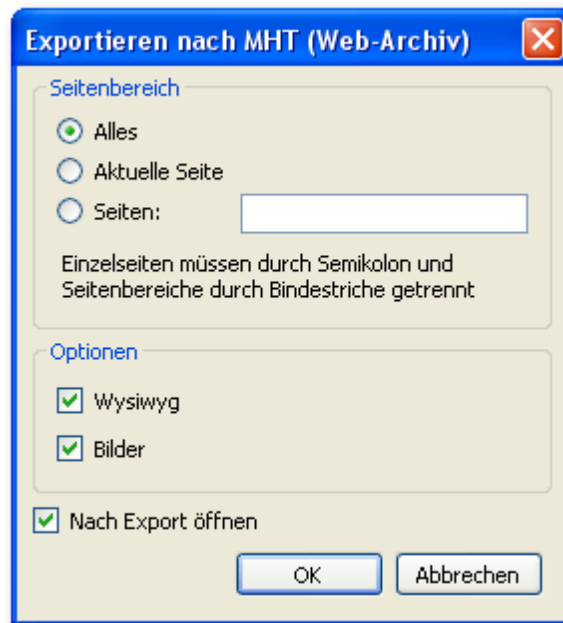 Exportieren nach MHT (Web-Archiv)
Seitenbereich
Alles
Aktuelle Seite
Seiten:
Einzelseiten müssen durch Semikolon und
Seitenbereiche durch Bindestriche getrennt
Optionen
Wysiwyg
Bilder
Nach Export öffnen
OK
Abbrechen